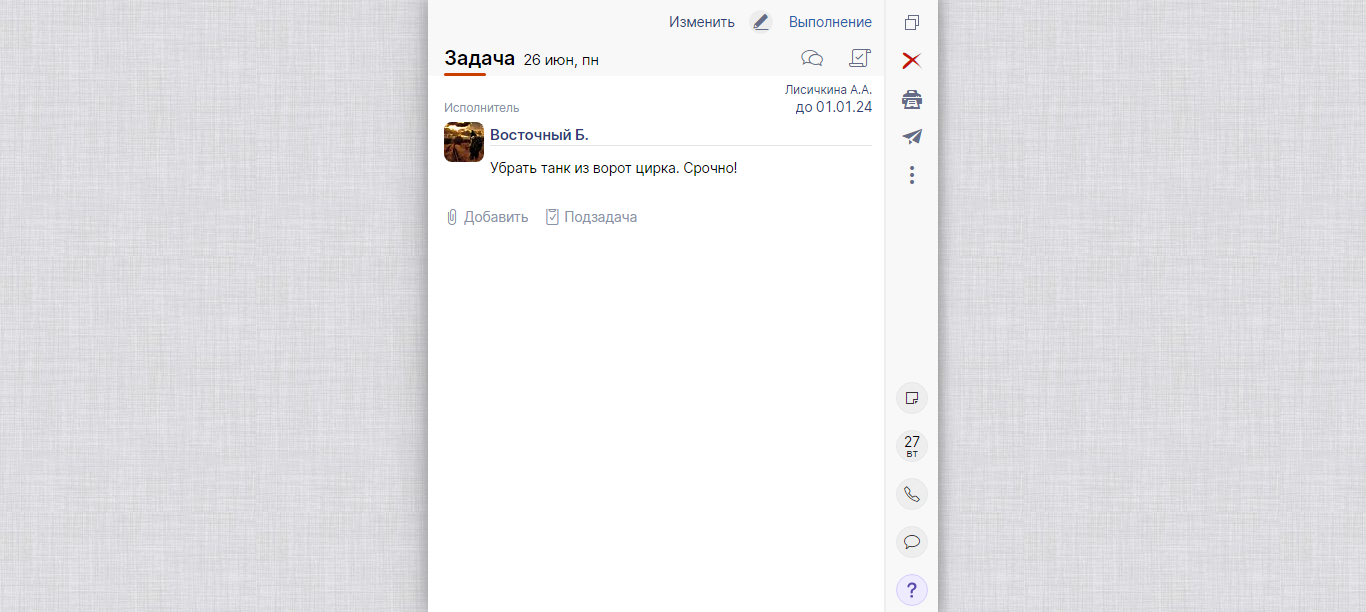 Изменить Выполнение
Задача 26 июн, пн
Лисичкина А.А.
Исполнитель до 01.01.24
Восточный Б.
Убрать танк из ворот цирка. Срочно!
Добавить Подзадача
27
вт
?